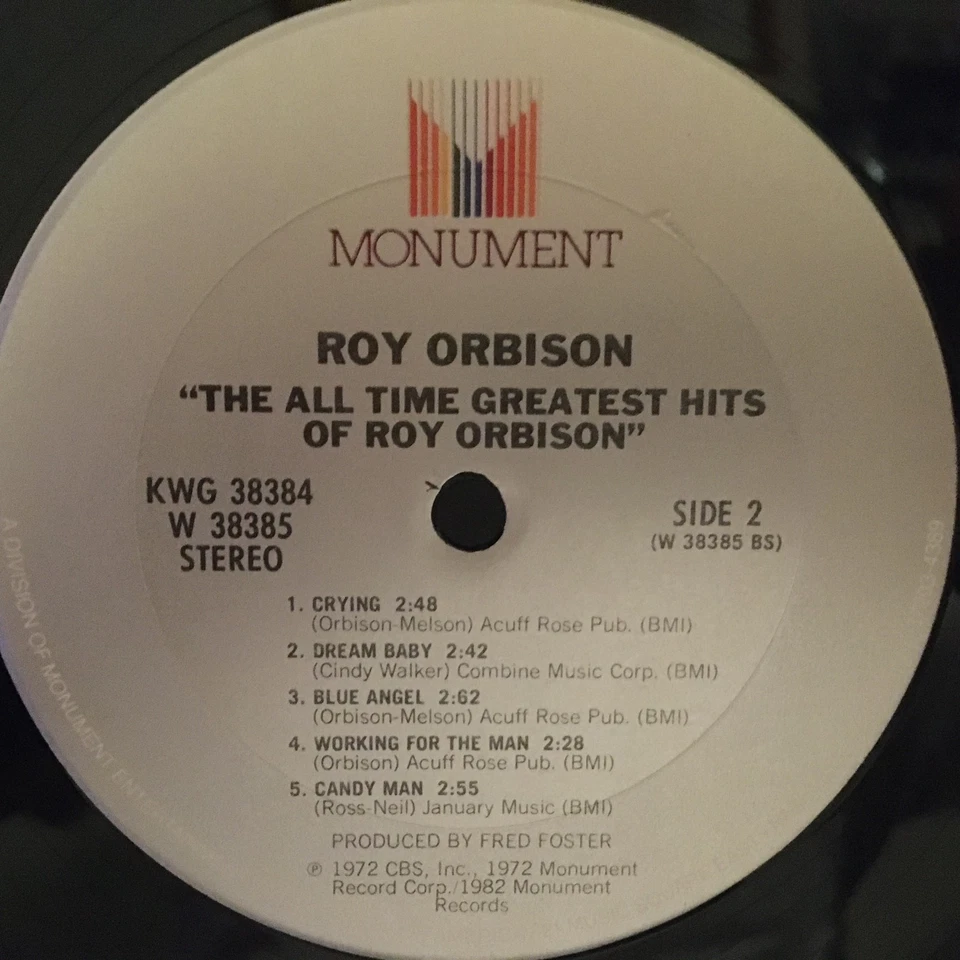 MONUMENT
ROY ORBISON
“THE ALL TIME GREATEST HITS
OF ROY ORBISON”
KWG 38384
W 38385
STEREO
SIDE 2
(W 38385 BS)
1. CRYING 2:48
(Orbison-Melson) Acuff Rose Pub. (BMI)
2. DREAM BABY 2:42
(Cindy Walker) Combine Music Corp. (BMI)
3. BLUE ANGEL 2:62
(Orbison-Melson) Acuff Rose Pub. (BMI)
4. WORKING FOR THE MAN 2:28
(Orbison) Acuff Rose Pub. (BMI)
5. CANDY MAN 2:55
(Ross-Neil) January Music (BMI)
PRODUCED BY FRED FOSTER
℗ 1972 CBS, Inc., 1972 Monument
Record Corp./1982 Monument
Records
A DIVISION OF MONUMENT